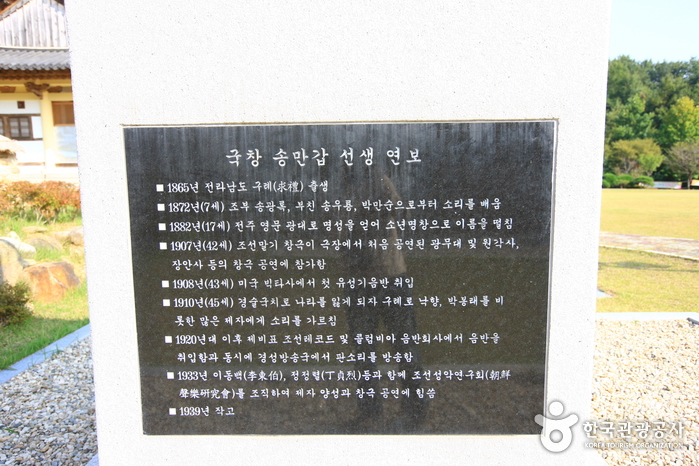 국창 송만갑 선생 연보
■ 1865년 전라남도 구례(求禮) 출생
■ 1872년(7세) 조부 송광록, 부친 송우룡, 박만순으로부터 소리를 배움
■ 1882년(17세) 전주 영문 광대로 명성을 얻어 소년명창으로 이름을 떨침
■ 1907년(42세) 조선말기 창극이 극장에서 처음 공연된 광무대 및 원각사,
장안사 등의 창극 공연에 참가함
■ 1908년(43세) 미국 빅타사에서 첫 유성기음반 취입
■ 1910년(45세) 경술국치로 나라를 잃게 되자 구례로 낙향, 박봉태를 비
롯한 많은 제자에게 소리를 가르침
■ 1920년대 이후 제비표 조선레코드 및 콜럼비아 음반회사에서 음반을
취입함과 동시에 경성방송국에서 판소리를 방송함
■ 1933년 이동백(李東伯), 정정렬(丁貞烈)등과 함께 조선성악연구회(朝鮮
聲樂硏究會)를 조직하여 제자 양성과 창극 공연에 힘씀
■ 1939년 작고
한국관광공사
KOREA TOURISM ORGANIZATION